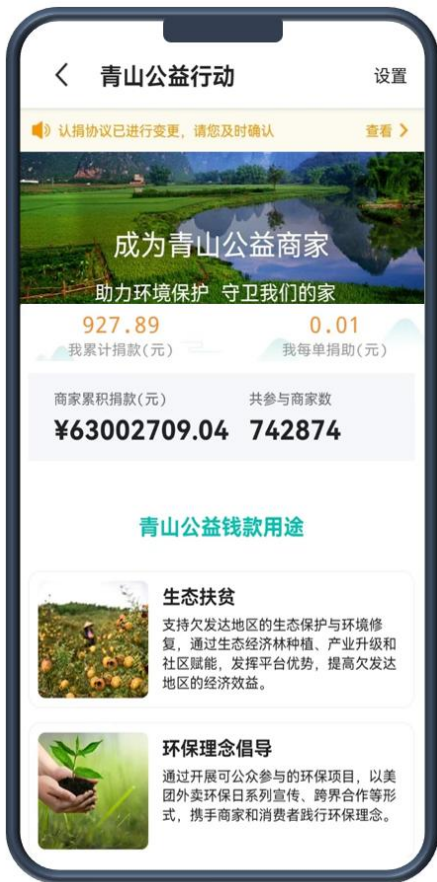 青山公益行动
设置
认捐协议已进行变更，请您及时确认
查看
成为青山公益商家
助力环境保护 守卫我们的家
927.89
0.01
我累计捐款(元)
我每单捐助(元)
商家累积捐款(元)
共参与商家数
¥63002709.04
742874
青山公益钱款用途
生态扶贫
支持欠发达地区的生态保护与环境修
复，通过生态经济林种植、产业升级和
社区赋能，发挥平台优势，提高欠发达
地区的经济效益。
环保理念倡导
通过开展可公众参与的环保项目，以美
团外卖环保日系列宣传、跨界合作等形
式，携手商家和消费者践行环保理念。